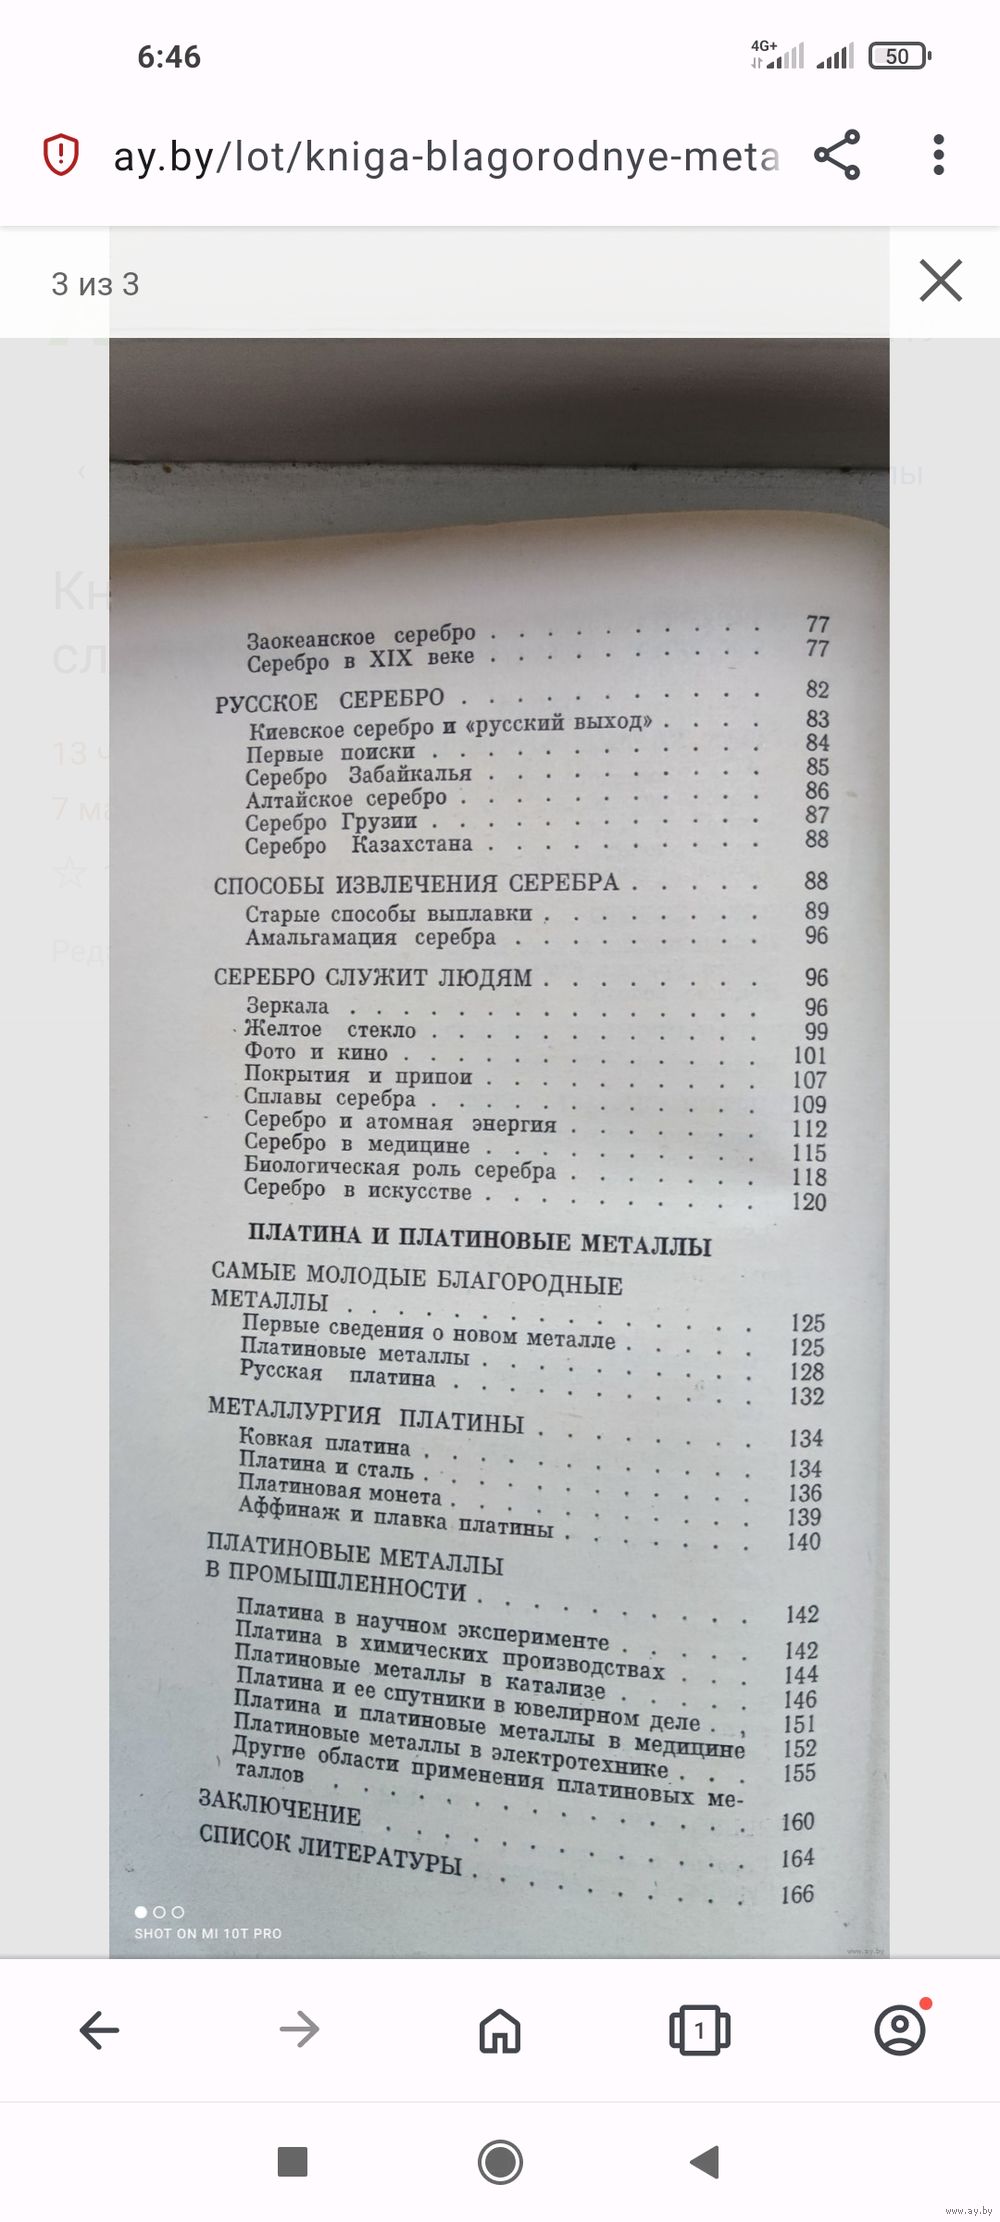 6:46
4G+
50
ay.by/lot/kniga-blagorodnye-meta
3 из 3
Заокеанское серебро . . . . . . . . . . 77
Серебро в XIX веке . . . . . . . . . . 77
РУССКОЕ СЕРЕБРО . . . . . . . . . . . 82
Киевское серебро и «русский выход» . . . . 83
Первые поиски . . . . . . . . . . . . 84
Серебро Забайкалья . . . . . . . . . . 85
Алтайское серебро . . . . . . . . . . . 86
Серебро Грузии . . . . . . . . . . . . 87
Серебро Казахстана . . . . . . . . . . 88
СПОСОБЫ ИЗВЛЕЧЕНИЯ СЕРЕБРА . . . . . 88
Старые способы выплавки . . . . . . . . 89
Амальгамация серебра . . . . . . . . . 96
СЕРЕБРО СЛУЖИТ ЛЮДЯМ . . . . . . . . 96
Зеркала . . . . . . . . . . . . . . . 96
Желтое стекло . . . . . . . . . . . . 99
Фото и кино . . . . . . . . . . . . . 101
Покрытия и припои . . . . . . . . . . 107
Сплавы серебра . . . . . . . . . . . . 109
Серебро и атомная энергия . . . . . . . 112
Серебро в медицине . . . . . . . . . . 115
Биологическая роль серебра . . . . . . . 118
Серебро в искусстве . . . . . . . . . . 120
ПЛАТИНА И ПЛАТИНОВЫЕ МЕТАЛЛЫ
САМЫЕ МОЛОДЫЕ БЛАГОРОДНЫЕ
МЕТАЛЛЫ . . . . . . . . . . . . . . . 125
Первые сведения о новом металле . . . . . 125
Платиновые металлы . . . . . . . . . . 128
Русская платина . . . . . . . . . . . 132
МЕТАЛЛУРГИЯ ПЛАТИНЫ . . . . . . . . 134
Ковкая платина . . . . . . . . . . . . 134
Платина и сталь . . . . . . . . . . . . 136
Платиновая монета . . . . . . . . . . . 139
Аффинаж и плавка платины . . . . . . . 140
ПЛАТИНОВЫЕ МЕТАЛЛЫ
В ПРОМЫШЛЕННОСТИ . . . . . . . . . . 142
Платина в научном эксперименте . . . . . 142
Платина в химических производствах . . . 144
Платиновые металлы в катализе . . . . . 146
Платина и ее спутники в ювелирном деле . , 151
Платина и платиновые металлы в медицине 152
Платиновые металлы в электротехнике . . . 155
Другие области применения платиновых ме-
таллов . . . . . . . . . . . . . . . 160
ЗАКЛЮЧЕНИЕ . . . . . . . . . . . . . 164
СПИСОК ЛИТЕРАТУРЫ . . . . . . . . . . 166
SHOT ON MI 10T PRO
www.ay.by
1
www.ay.by